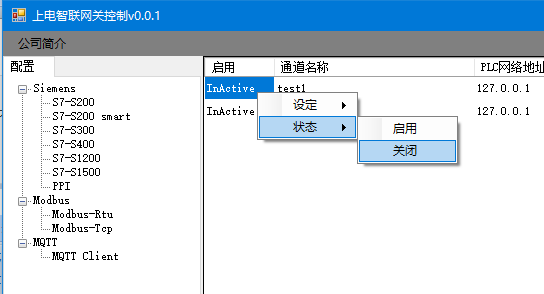 上电智联网关控制v0.0.1
公司简介
配置
Siemens
S7-S200
S7-S200 smart
S7-S300
S7-S400
S7-S1200
S7-S1500
PPI
Modbus
Modbus-Rtu
Modbus-Tcp
MQTT
MQTT Client
启用 通道名称 PLC网络地址
InActive test1 127.0.0.1
InActive 127.0.0.1
设定
状态
启用
关闭